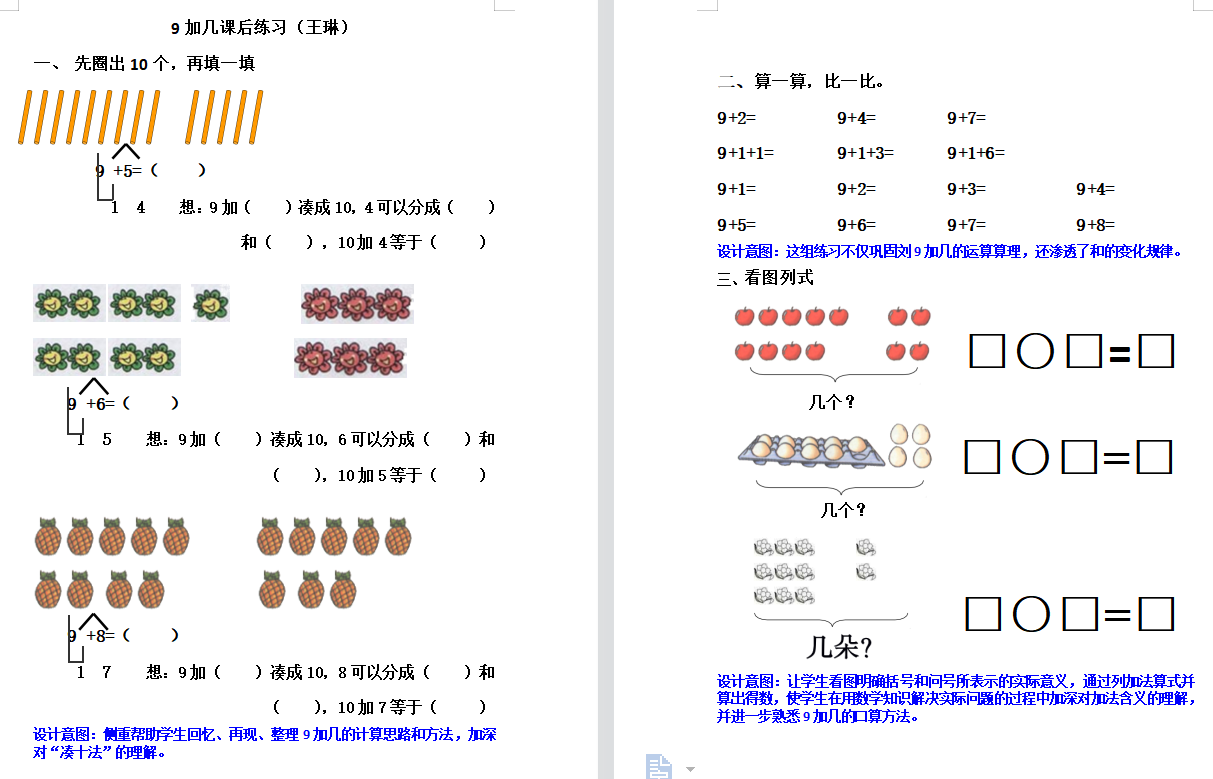 9加几课后练习（王琳）
一、 先圈出10个，再填一填
9 +5=（ ）
1 4 想：9加（ ）凑成10，4可以分成（ ）
和（ ），10加4等于（ ）
9 +6=（ ）
1 5 想：9加（ ）凑成10，6可以分成（ ）和
（ ），10加5等于（ ）
9 +8=（ ）
1 7 想：9加（ ）凑成10，8可以分成（ ）和
（ ），10加7等于（ ）
设计意图：侧重帮助学生回忆、再现、整理9加几的计算思路和方法，加深
对“凑十法”的理解。
二、算一算，比一比。
9+2= 9+4= 9+7=
9+1+1= 9+1+3= 9+1+6=
9+1= 9+2= 9+3= 9+4=
9+5= 9+6= 9+7= 9+8=
设计意图：这组练习不仅巩固刘9加几的运算算理，还渗透了和的变化规律。
三、看图列式
□○□=□
几个？
□○□=□
几个？
□○□=□
几朵?
设计意图：让学生看图明确括号和问号所表示的实际意义，通过列加法算式并
算出得数，使学生在用数学知识解决实际问题的过程中加深对加法含义的理解，
并进一步熟悉9加几的口算方法。